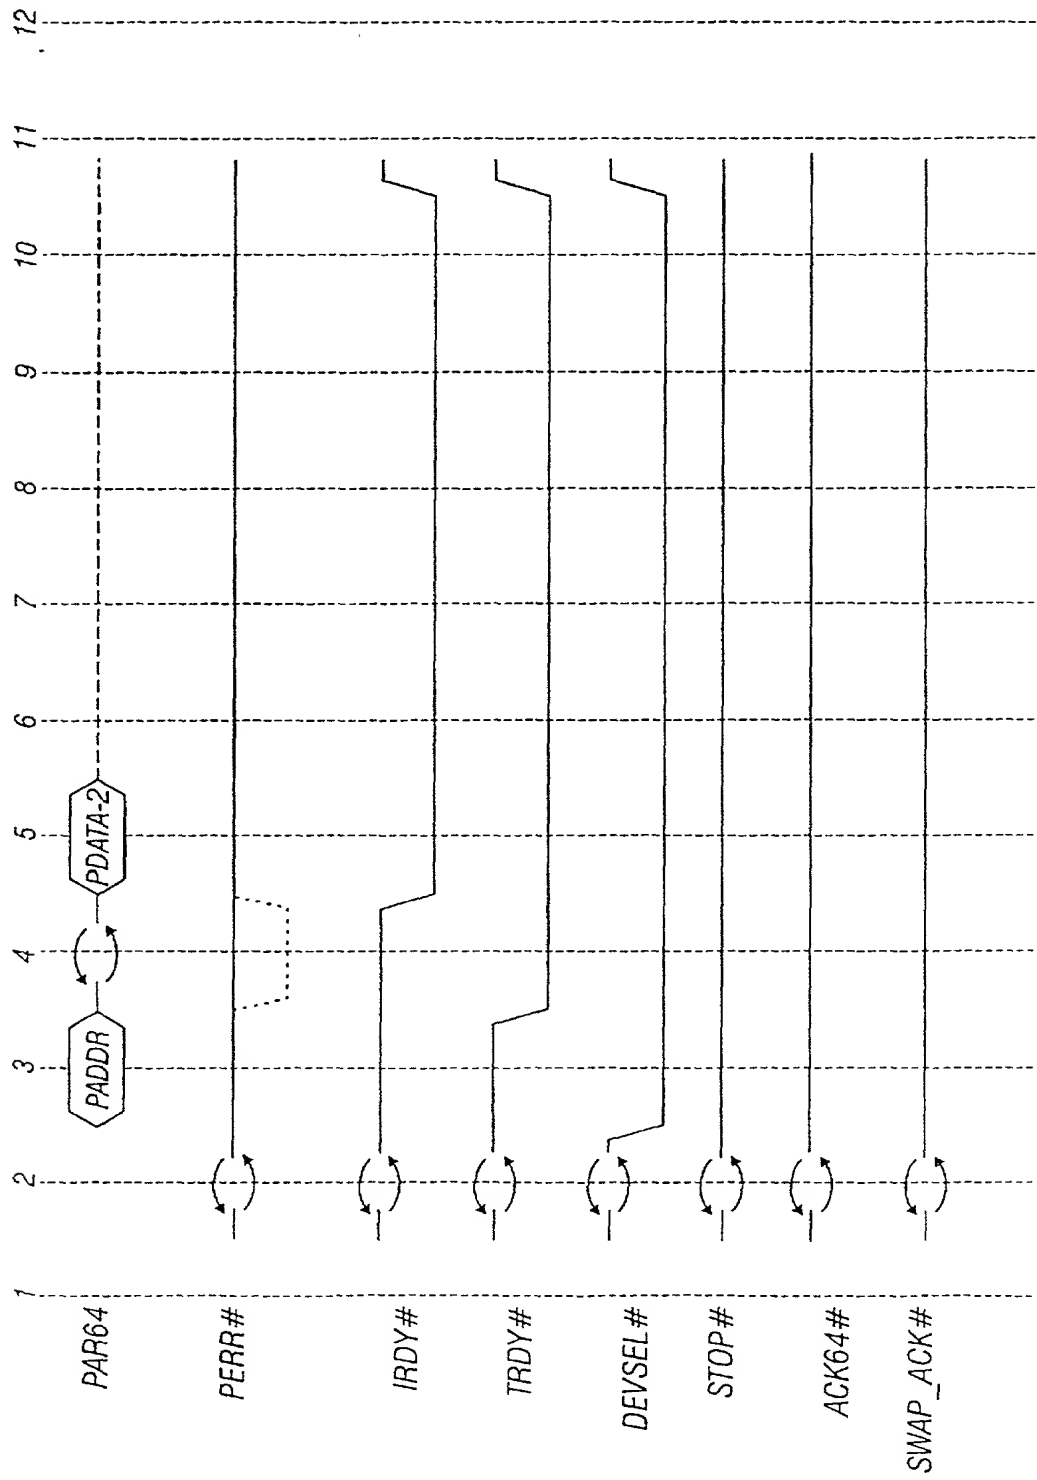 1 2 3 4 5 6 7 8 9 10 11 12
PAR64 PADDR PDATA-2
PERR#
IRDY#
TRDY#
DEVSEL#
STOP#
ACK64#
SWAP_ACK#